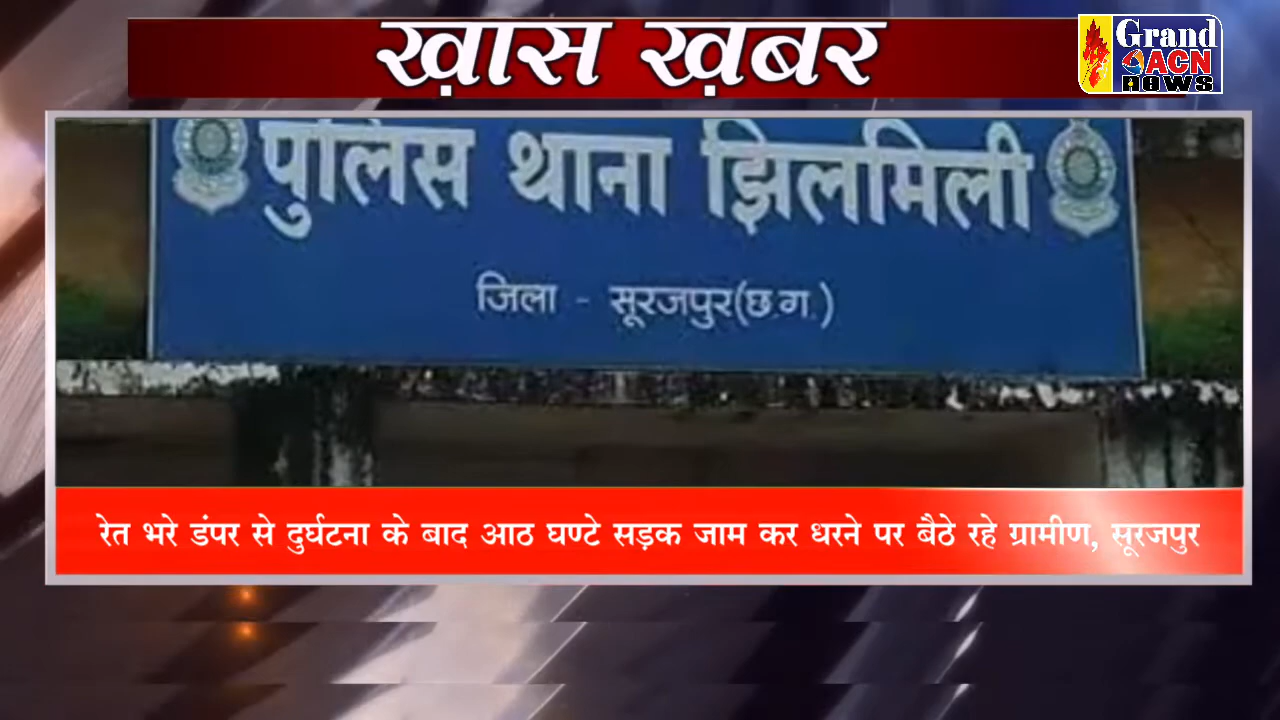 ख़ास ख़बर
Grand
ACN
news
पुलिस थाना झिलमिली
जिला - सूरजपुर(छ.ग.)
रेत भरे डंपर से दुर्घटना के बाद आठ घण्टे सड़क जाम कर धरने पर बैठे रहे ग्रामीण, सूरजपुर